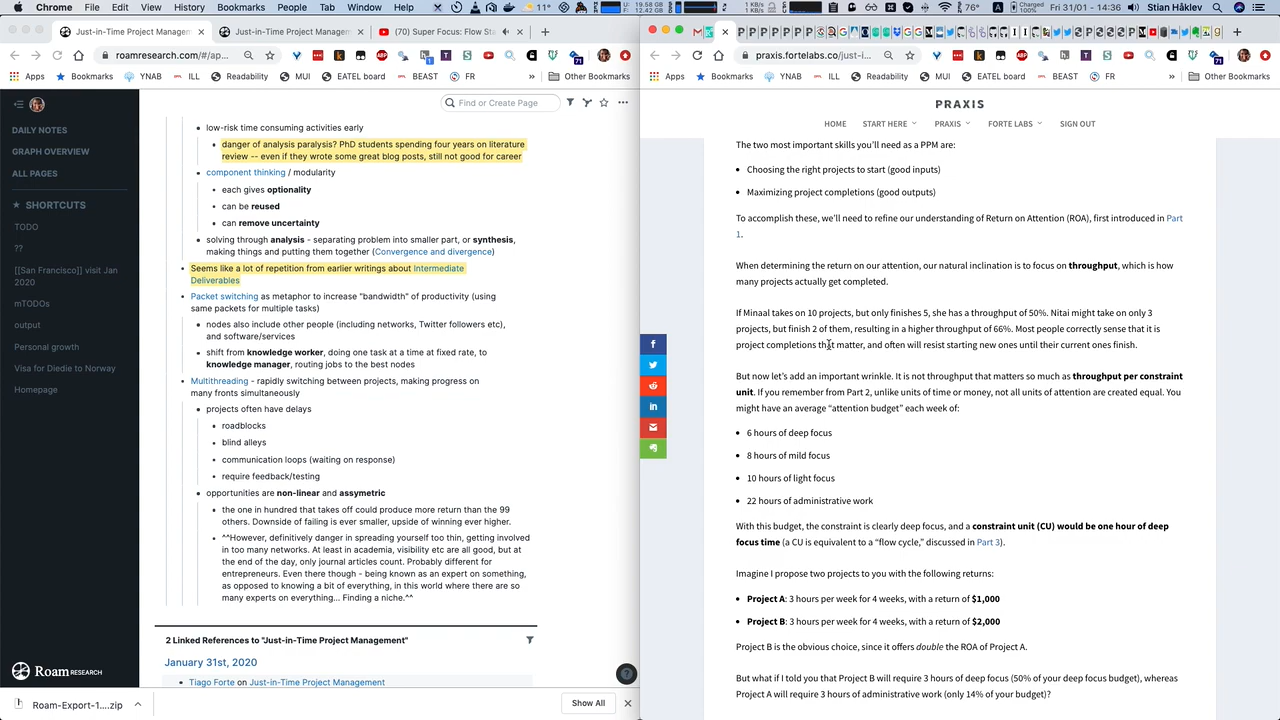 Chrome File Edit View History Bookmarks People Tab Window Help
11° 19.58 GB 12.42 GB 1 KB/s 1 KB/s 76° Charged 100% Fri 31/01 - 14:36 Stian Håklev
Just-in-Time Project Managem
Just-in-Time Project Managem
(70) Super Focus: Flow Sta
roamresearch.com/#/ap...
Apps Bookmarks YNAB ILL Readability MUI EATEL board BEAST FR » Other Bookmarks
Find or Create Page
DAILY NOTES
GRAPH OVERVIEW
ALL PAGES
★ SHORTCUTS
TODO
??
[[San Francisco]] visit Jan
2020
mTODOs
output
Personal growth
Visa for Diedie to Norway
Homepage
Roam RESEARCH
low-risk time consuming activities early
danger of analysis paralysis? PhD students spending four years on literature
review -- even if they wrote some great blog posts, still not good for career
component thinking / modularity
each gives optionality
can be reused
can remove uncertainty
solving through analysis - separating problem into smaller part, or synthesis,
making things and putting them together (Convergence and divergence)
Seems like a lot of repetition from earlier writings about Intermediate
Deliverables
Packet switching as metaphor to increase "bandwidth" of productivity (using
same packets for multiple tasks)
nodes also include other people (including networks, Twitter followers etc),
and software/services
shift from knowledge worker, doing one task at a time at fixed rate, to
knowledge manager, routing jobs to the best nodes
Multithreading - rapidly switching between projects, making progress on
many fronts simultaneously
projects often have delays
roadblocks
blind alleys
communication loops (waiting on response)
require feedback/testing
opportunities are non-linear and assymetric
the one in hundred that takes off could produce more return than the 99
others. Downside of failing is ever smaller, upside of winning ever higher.
^^However, definitively danger in spreading yourself too thin, getting involved
in too many networks. At least in academia, visibility etc are all good, but at
the end of the day, only journal articles count. Probably different for
entrepreneurs. Even there though - being known as an expert on something,
as opposed to knowing a bit of everything, in this world where there are so
many experts on everything... Finding a niche.^^
2 Linked References to "Just-in-Time Project Management"
January 31st, 2020
Tiago Forte on Just-in-Time Project Management
Roam-Export-1....zip
Show All
praxis.fortelabs.co/just-i...
Apps Bookmarks YNAB ILL Readability MUI EATEL board BEAST FR » Other Bookmarks
PRAXIS
HOME START HERE PRAXIS FORTE LABS SIGN OUT
The two most important skills you'll need as a PPM are:
Choosing the right projects to start (good inputs)
Maximizing project completions (good outputs)
To accomplish these, we'll need to refine our understanding of Return on Attention (ROA), first introduced in Part
1.
When determining the return on our attention, our natural inclination is to focus on throughput, which is how
many projects actually get completed.
If Minaal takes on 10 projects, but only finishes 5, she has a throughput of 50%. Nitai might take on only 3
projects, but finish 2 of them, resulting in a higher throughput of 66%. Most people correctly sense that it is
project completions that matter, and often will resist starting new ones until their current ones finish.
But now let's add an important wrinkle. It is not throughput that matters so much as throughput per constraint
unit. If you remember from Part 2, unlike units of time or money, not all units of attention are created equal. You
might have an average “attention budget” each week of:
6 hours of deep focus
8 hours of mild focus
10 hours of light focus
22 hours of administrative work
With this budget, the constraint is clearly deep focus, and a constraint unit (CU) would be one hour of deep
focus time (a CU is equivalent to a “flow cycle,” discussed in Part 3).
Imagine I propose two projects to you with the following returns:
Project A: 3 hours per week for 4 weeks, with a return of $1,000
Project B: 3 hours per week for 4 weeks, with a return of $2,000
Project B is the obvious choice, since it offers double the ROA of Project A.
But what if I told you that Project B will require 3 hours of deep focus (50% of your deep focus budget), whereas
Project A will require 3 hours of administrative work (only 14% of your budget)?